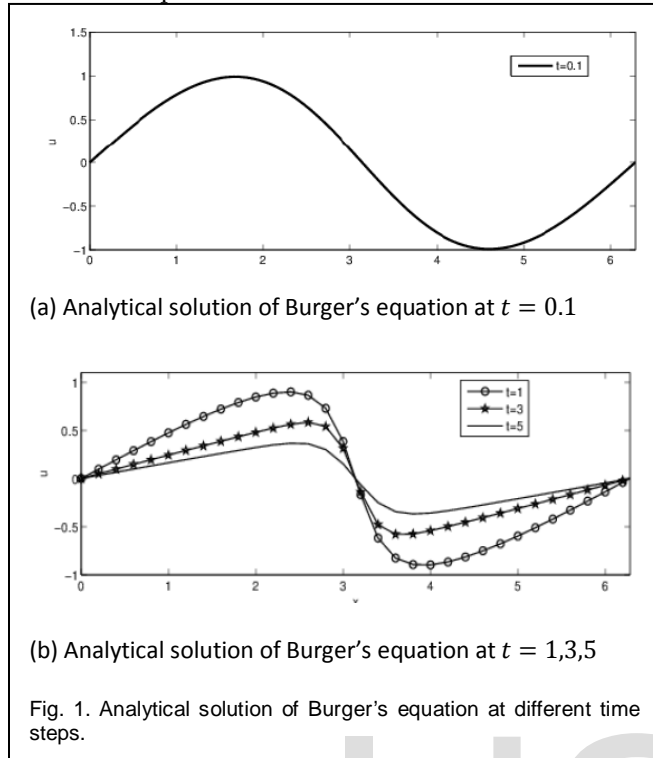 1.5
1
0.5
0
−0.5
−1
u
t=0.1
0 1 2 3 4 5 6
(a) Analytical solution of Burger’s equation at t = 0.1
1
0.5
0
−0.5
−1
u
t=1
t=3
t=5
0 1 2 3 4 5 6
(b) Analytical solution of Burger’s equation at t = 1,3,5
Fig. 1. Analytical solution of Burger’s equation at different time
steps.